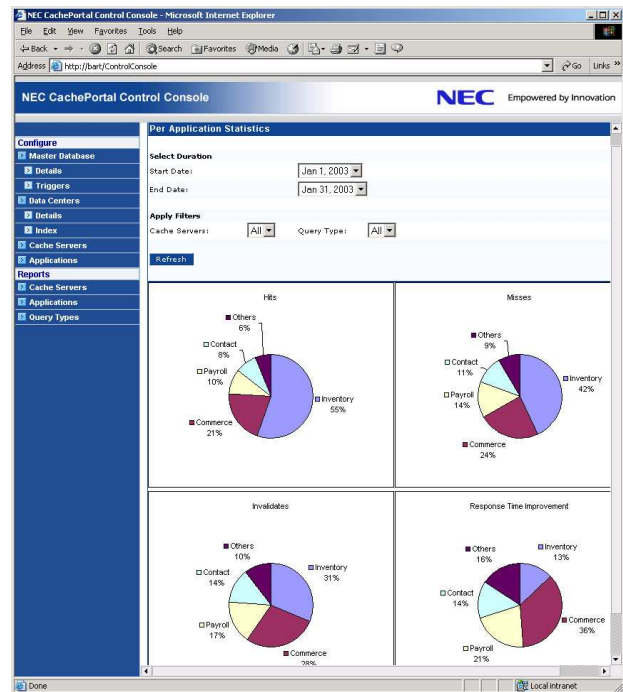 NEC CachePortal Control Console - Microsoft Internet Explorer
File Edit View Favorites Tools Help
Back Search Favorites Media
Address http://bart/ControlConsole Go Links »
NEC CachePortal Control Console NEC Empowered by Innovation
Per Application Statistics
Configure
Master Database
Details
Triggers
Data Centers
Details
Index
Cache Servers
Applications
Reports
Cache Servers
Applications
Query Types
Select Duration
Start Date: Jan 1, 2003
End Date: Jan 31, 2003
Apply Filters
Cache Servers: All Query Type: All
Refresh
Hits
Others
6%
Contact
8%
Payroll
10%
Inventory
55%
Commerce
21%
Misses
Others
9%
Contact
11%
Inventory
42%
Payroll
14%
Commerce
24%
Invalidates
Others
10%
Inventory
31%
Contact
14%
Payroll
17%
Commerce
28%
Response Time Improvement
Others
16%
Inventory
13%
Contact
14%
Commerce
36%
Payroll
21%
Done Local intranet